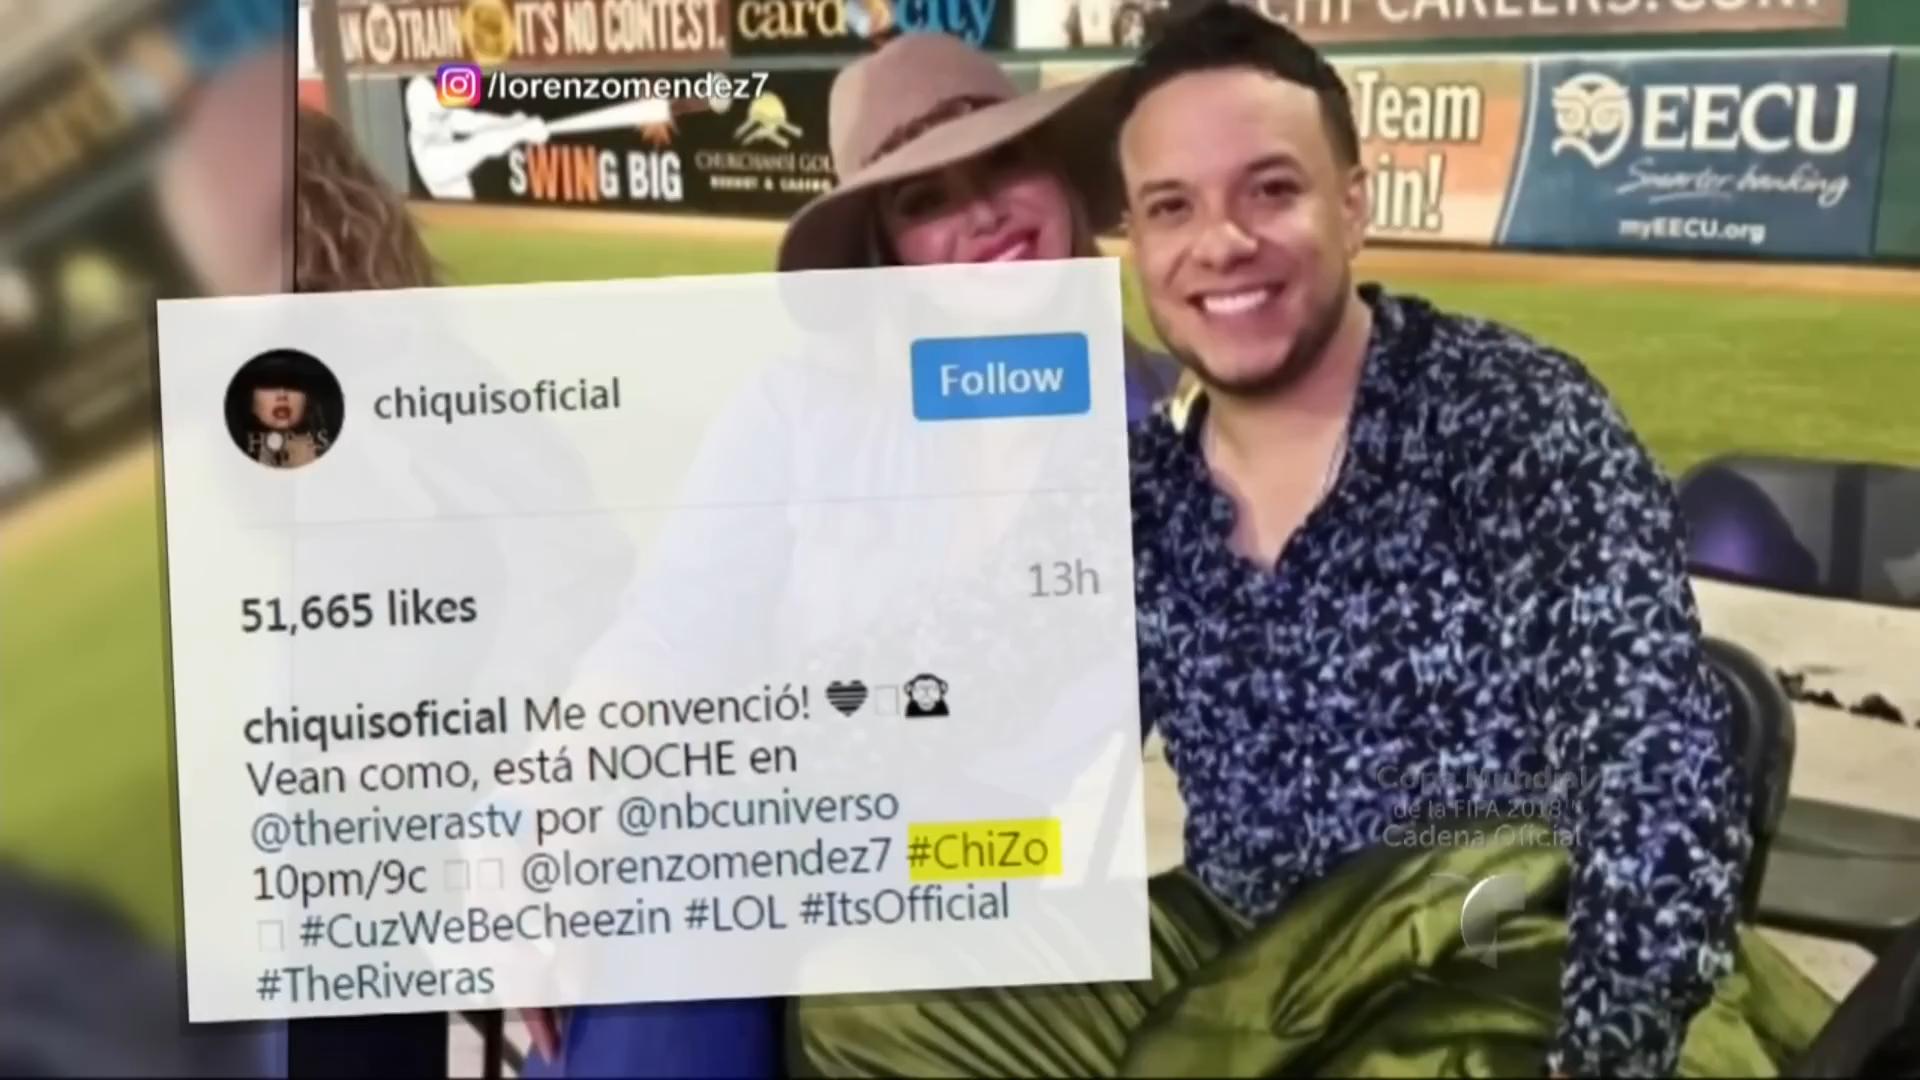 TRAIN IT'S NO CONTEST.
card city
CAREERS.COM
/lorenzomendez7
SWING BIG
Team
in!
EECU
Smarter banking
myEECU.org
chiquisoficial
Follow
51,665 likes
13h
chiquisoficial Me convenció!
Vean como, está NOCHE en
@theriverastv por @nbcuniverso
10pm/9c @lorenzomendez7 #ChiZo
#CuzWeBeCheezin #LOL #ItsOfficial
#TheRiveras
Copa Mundial
de la FIFA 2018
Cadena Oficial